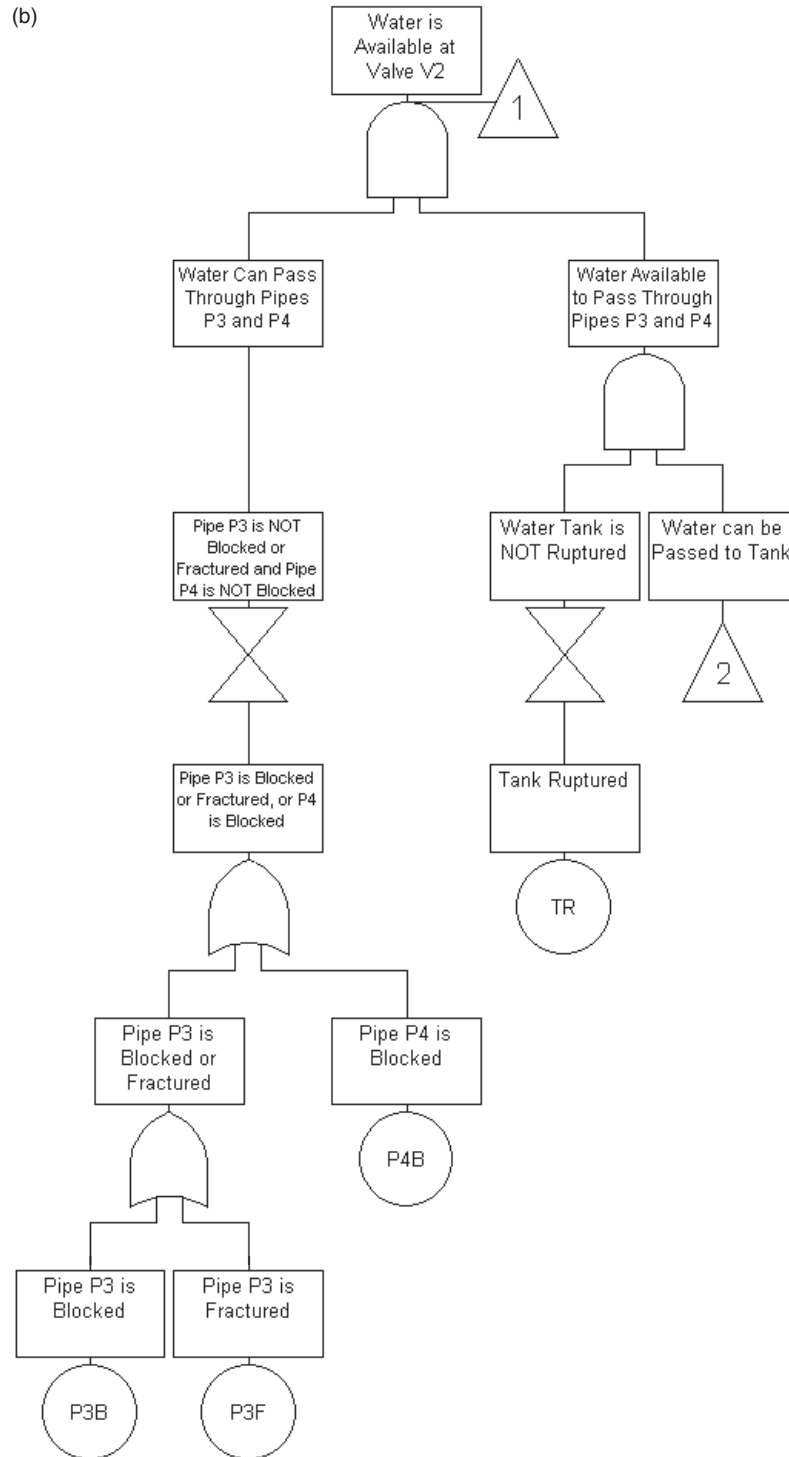 (b)
Water is
Available at
Valve V2
1
Water Can Pass
Through Pipes
P3 and P4
Water Available
to Pass Through
Pipes P3 and P4
Pipe P3 is NOT
Blocked or
Fractured and Pipe
P4 is NOT Blocked
Water Tank is
NOT Ruptured
Water can be
Passed to Tank
2
Pipe P3 is Blocked
or Fractured, or P4
is Blocked
Tank Ruptured
TR
Pipe P3 is
Blocked or
Fractured
Pipe P4 is
Blocked
P4B
Pipe P3 is
Blocked
Pipe P3 is
Fractured
P3B
P3F